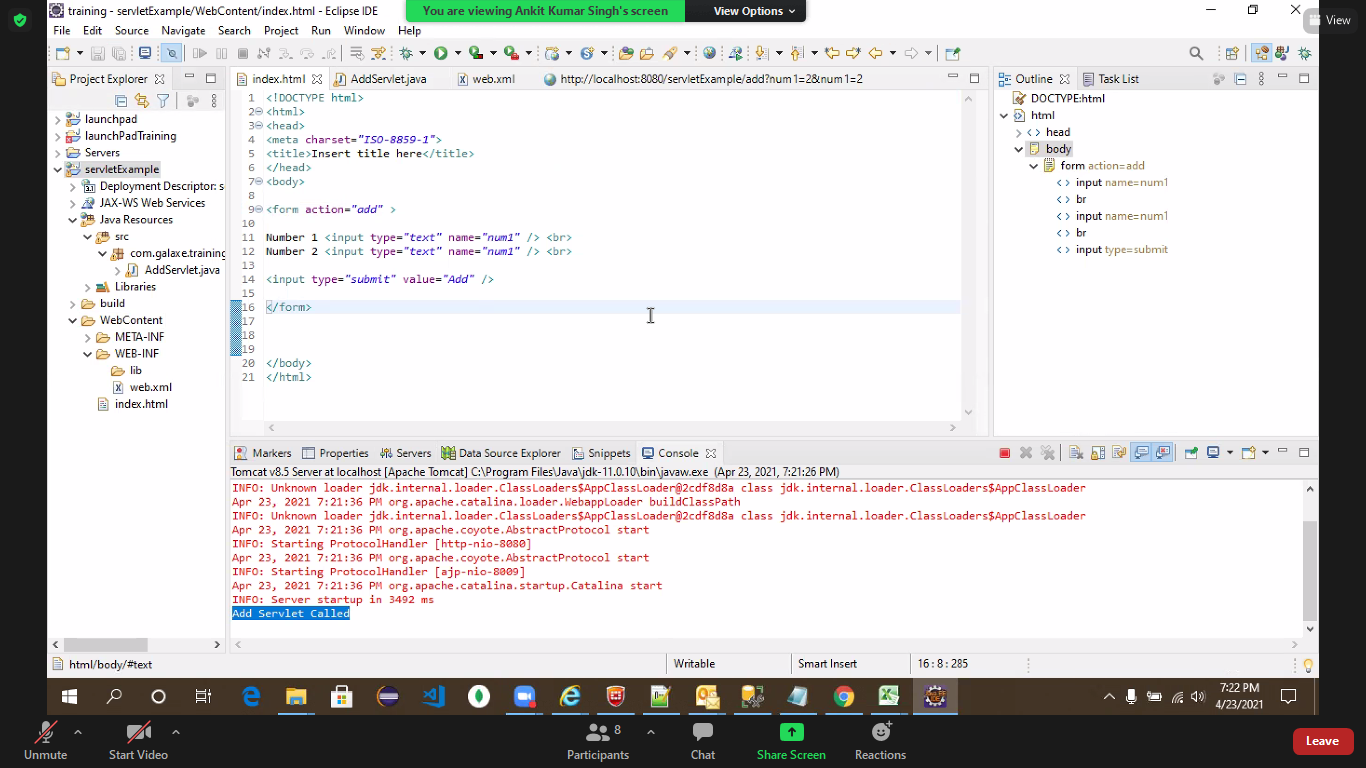 training - servletExample/WebContent/index.html - Eclipse IDE
You are viewing Ankit Kumar Singh's screen
View Options
View
File Edit Source Navigate Search Project Run Window Help
Project Explorer
launchpad
launchPadTraining
Servers
servletExample
Deployment Descriptor: s
JAX-WS Web Services
Java Resources
src
com.galaxe.training
AddServlet.java
Libraries
build
WebContent
META-INF
WEB-INF
lib
web.xml
index.html
index.html AddServlet.java web.xml http://localhost:8080/servletExample/add?num1=2&num1=2
1 <!DOCTYPE html>
2 <html>
3 <head>
4 <meta charset="ISO-8859-1">
5 <title>Insert title here</title>
6 </head>
7 <body>
8
9 <form action="add" >
10
11 Number 1 <input type="text" name="num1" /> <br>
12 Number 2 <input type="text" name="num1" /> <br>
13
14 <input type="submit" value="Add" />
15
16 </form>
17
18
19
20 </body>
21 </html>
Outline Task List
DOCTYPE:html
html
head
body
form action=add
input name=num1
br
input name=num1
br
input type=submit
Markers Properties Servers Data Source Explorer Snippets Console
Tomcat v8.5 Server at localhost [Apache Tomcat] C:\Program Files\Java\jdk-11.0.10\bin\javaw.exe (Apr 23, 2021, 7:21:26 PM)
INFO: Unknown loader jdk.internal.loader.ClassLoaders$AppClassLoader@2cdf8d8a class jdk.internal.loader.ClassLoaders$AppClassLoader
Apr 23, 2021 7:21:36 PM org.apache.catalina.loader.WebappLoader buildClassPath
INFO: Unknown loader jdk.internal.loader.ClassLoaders$AppClassLoader@2cdf8d8a class jdk.internal.loader.ClassLoaders$AppClassLoader
Apr 23, 2021 7:21:36 PM org.apache.coyote.AbstractProtocol start
INFO: Starting ProtocolHandler [http-nio-8080]
Apr 23, 2021 7:21:36 PM org.apache.coyote.AbstractProtocol start
INFO: Starting ProtocolHandler [ajp-nio-8009]
Apr 23, 2021 7:21:36 PM org.apache.catalina.startup.Catalina start
INFO: Server startup in 3492 ms
Add Servlet Called
html/body/#text
Writable
Smart Insert
16 : 8 : 285
7:22 PM
4/23/2021
Unmute
Start Video
Participants
8
Chat
Share Screen
Reactions
Leave